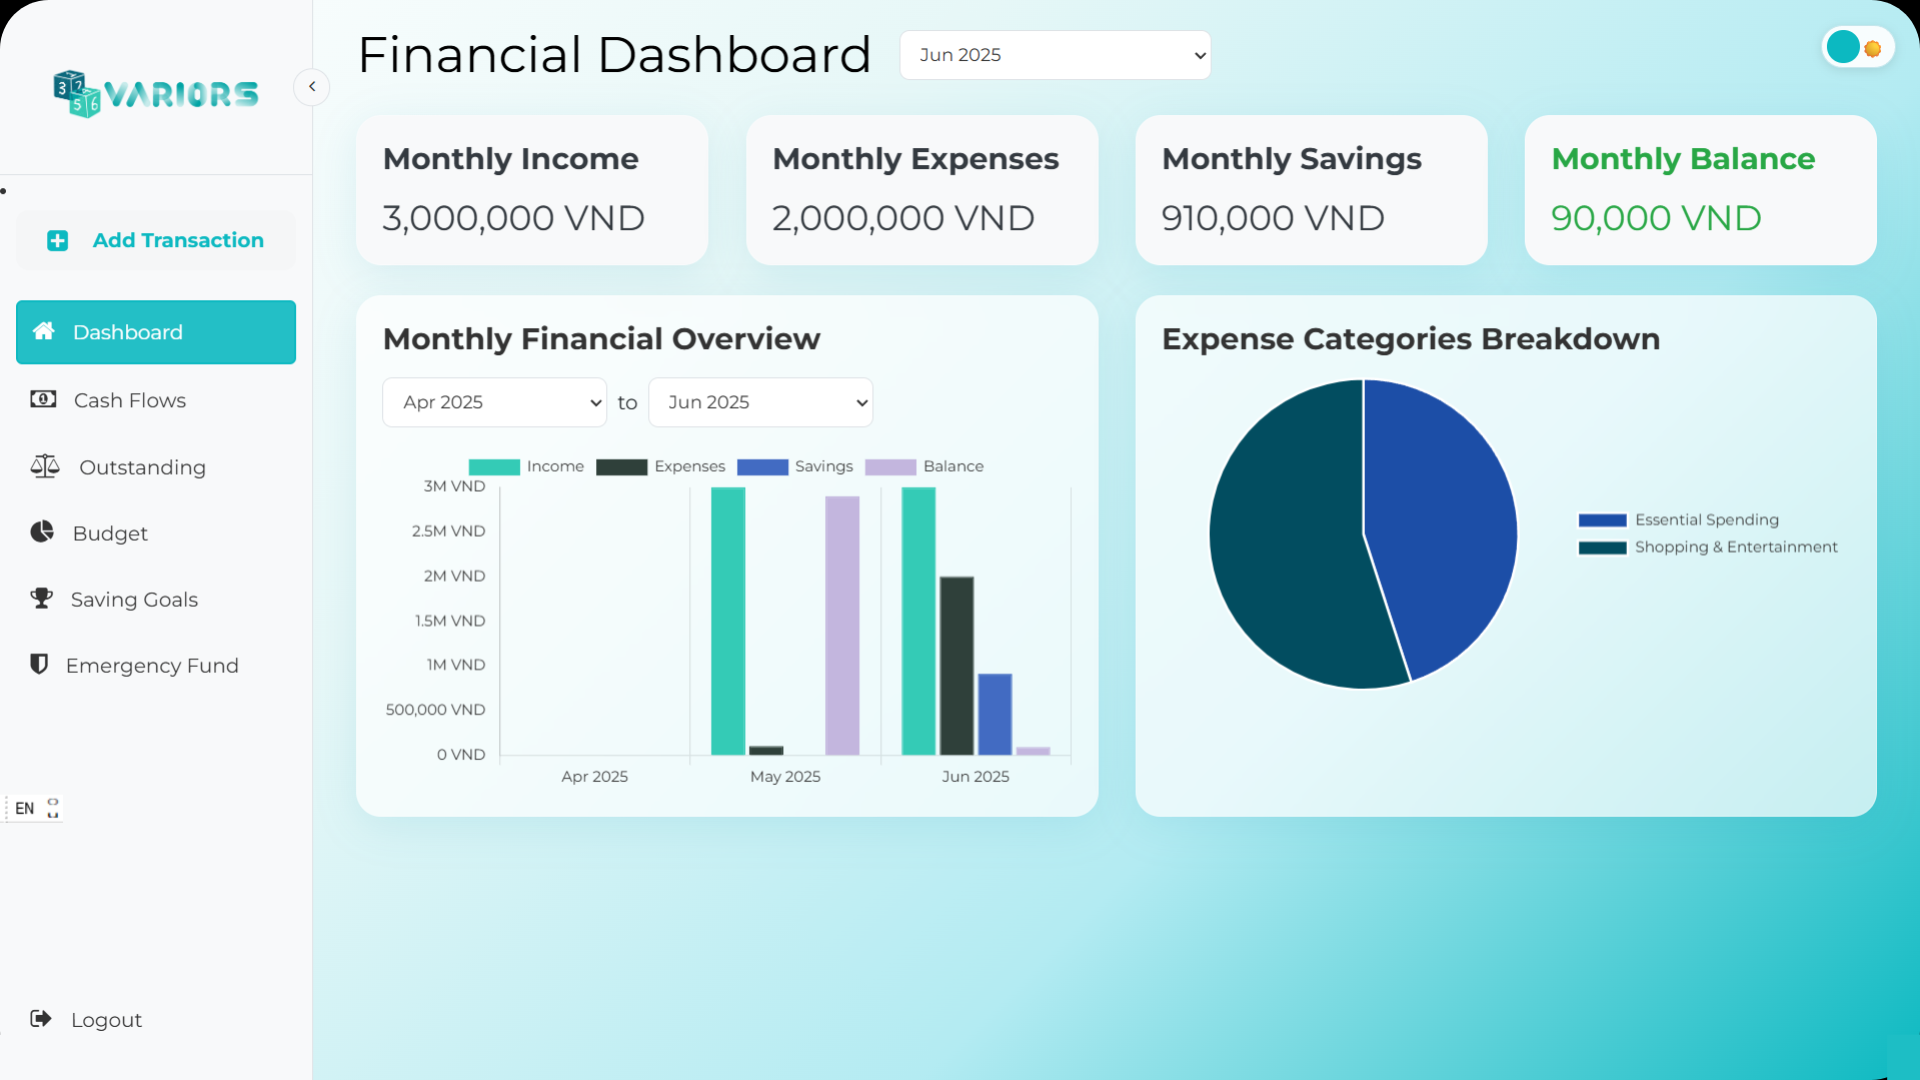 3 7 5 6 VARIORS
Add Transaction
Dashboard
Cash Flows
Outstanding
Budget
Saving Goals
Emergency Fund
EN
Logout
Financial Dashboard
Jun 2025
Monthly Income
3,000,000 VND
Monthly Expenses
2,000,000 VND
Monthly Savings
910,000 VND
Monthly Balance
90,000 VND
Monthly Financial Overview
Apr 2025 to Jun 2025
Income Expenses Savings Balance
3M VND
2.5M VND
2M VND
1.5M VND
1M VND
500,000 VND
0 VND
Apr 2025 May 2025 Jun 2025
Expense Categories Breakdown
Essential Spending
Shopping & Entertainment